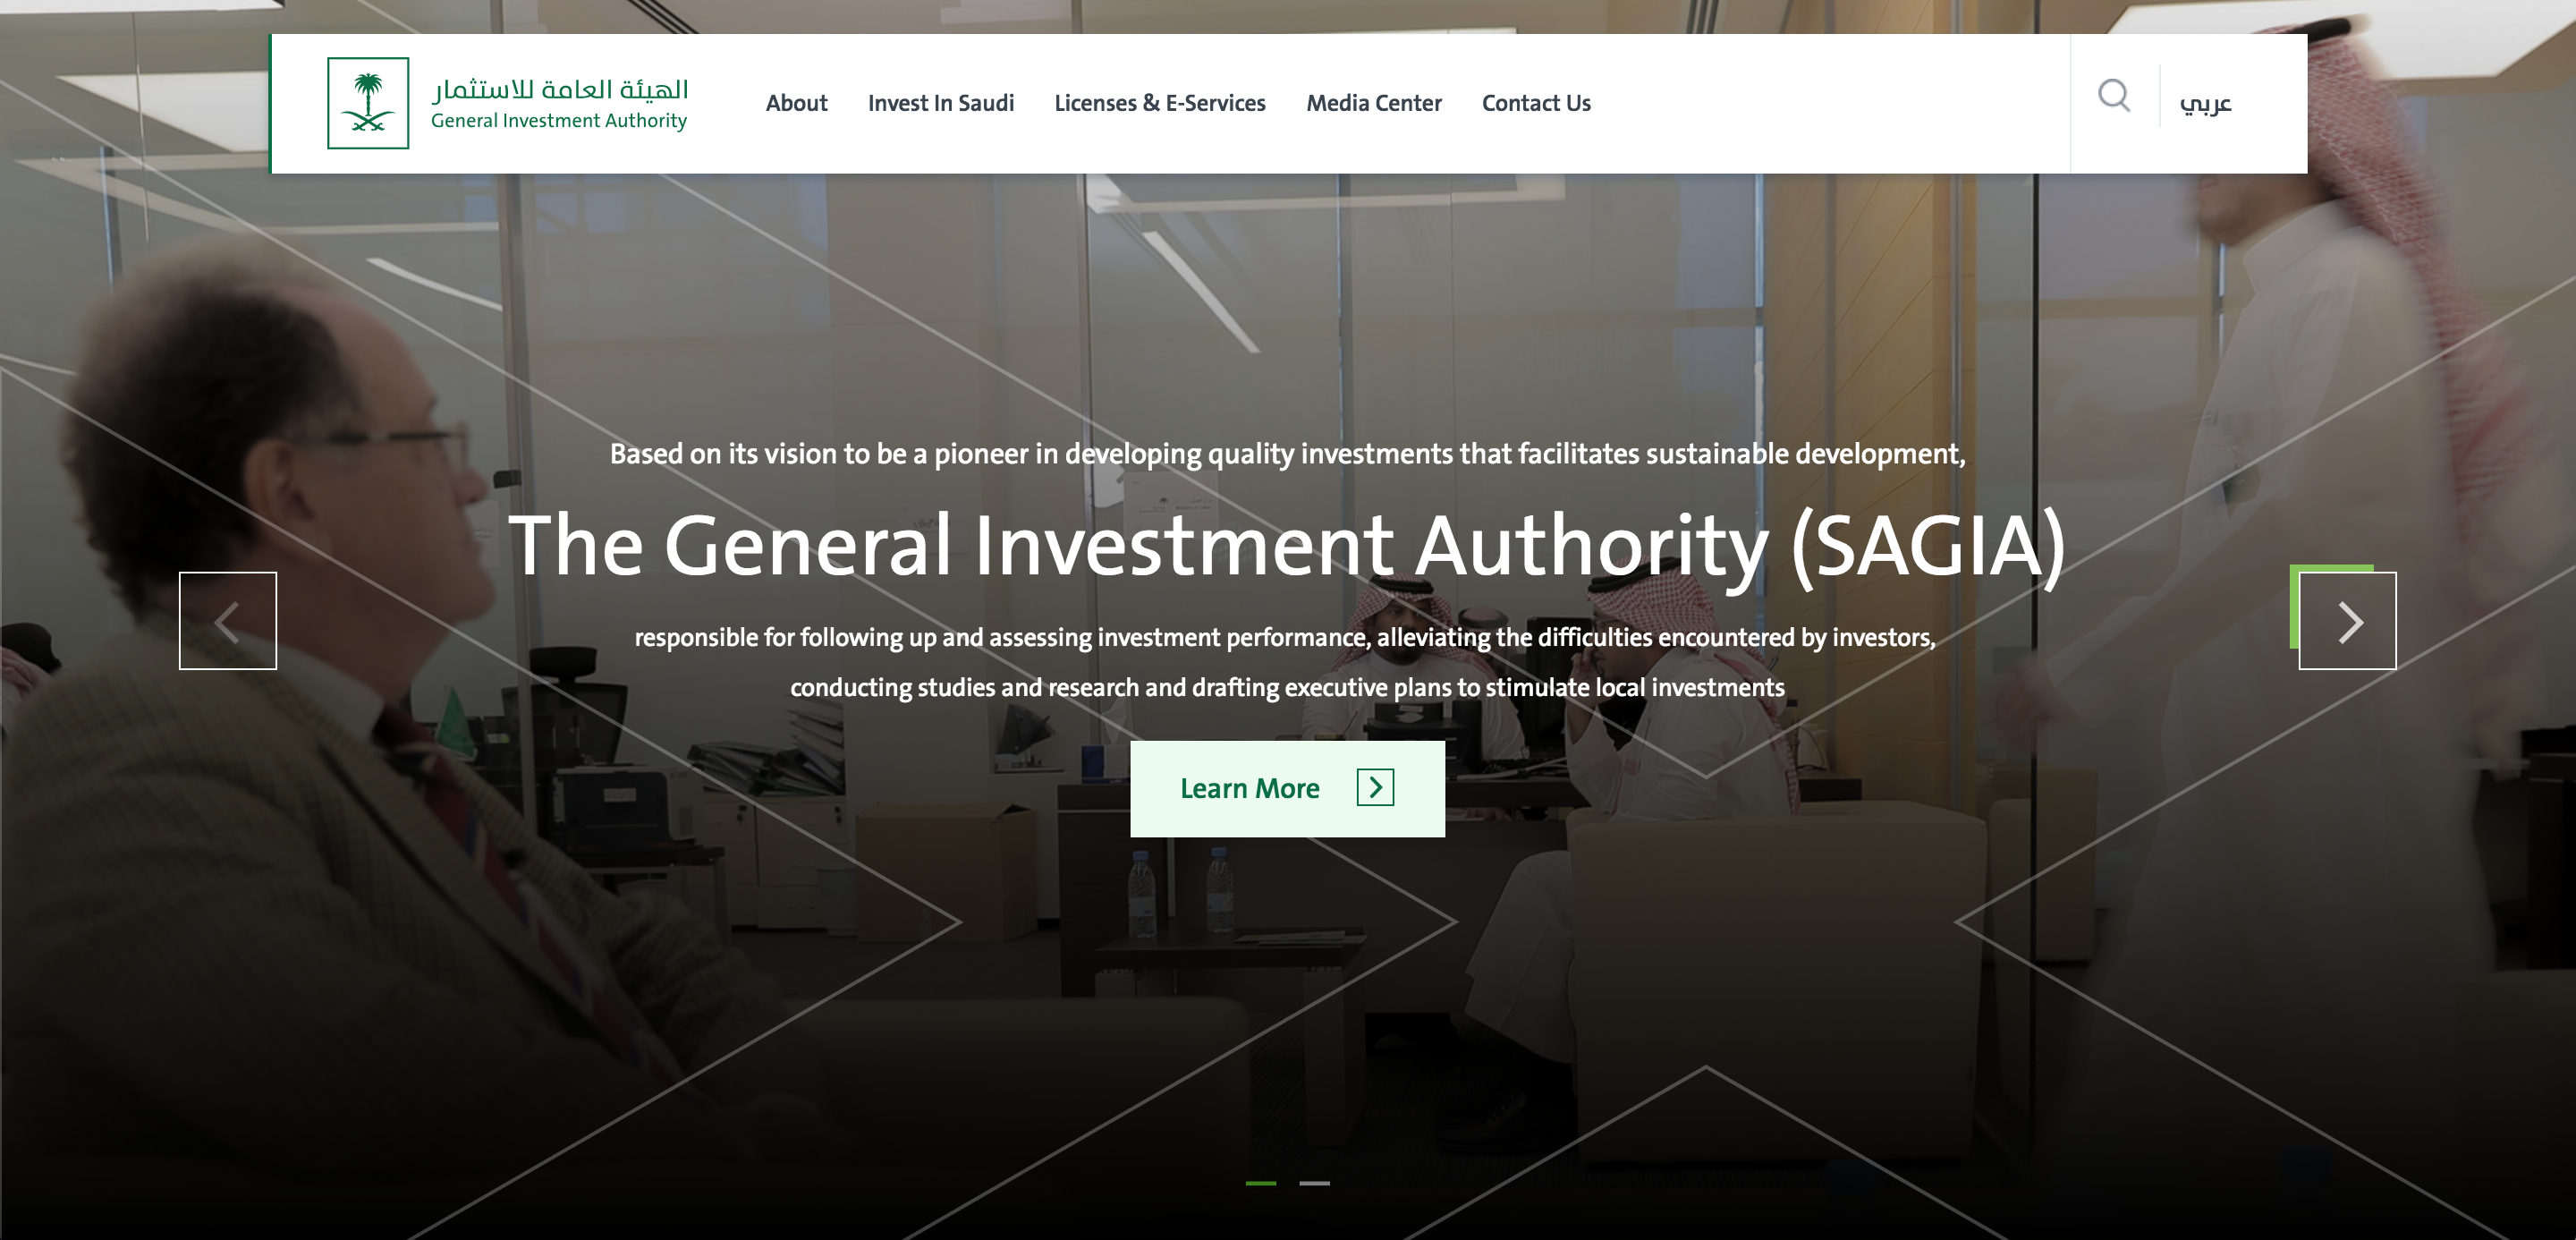 الهيئة العامة للاستثمار
General Investment Authority
About
Invest In Saudi
Licenses & E-Services
Media Center
Contact Us
عربي
Based on its vision to be a pioneer in developing quality investments that facilitates sustainable development,
The General Investment Authority (SAGIA)
responsible for following up and assessing investment performance, alleviating the difficulties encountered by investors,
conducting studies and research and drafting executive plans to stimulate local investments
Learn More